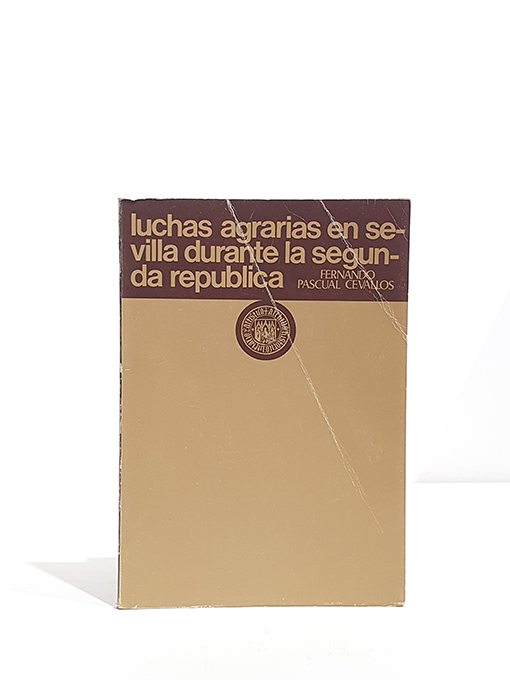 luchas agrarias en se-
villa durante la segun-
da republica
FERNANDO
PASCUAL CEVALLOS